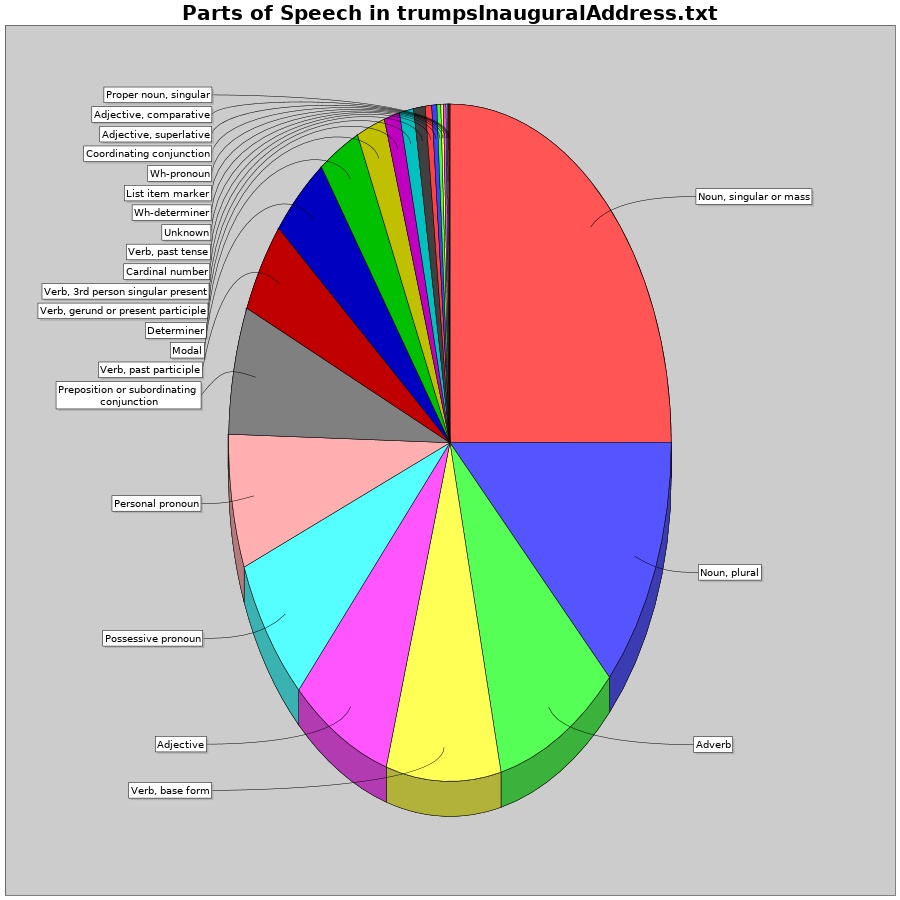 Parts of Speech in trumpsInauguralAddress.txt
Proper noun, singular
Adjective, comparative
Adjective, superlative
Coordinating conjunction
Wh-pronoun
List item marker
Wh-determiner
Unknown
Verb, past tense
Cardinal number
Verb, 3rd person singular present
Verb, gerund or present participle
Determiner
Modal
Verb, past participle
Preposition or subordinating
conjunction
Personal pronoun
Possessive pronoun
Adjective
Verb, base form
Noun, singular or mass
Noun, plural
Adverb